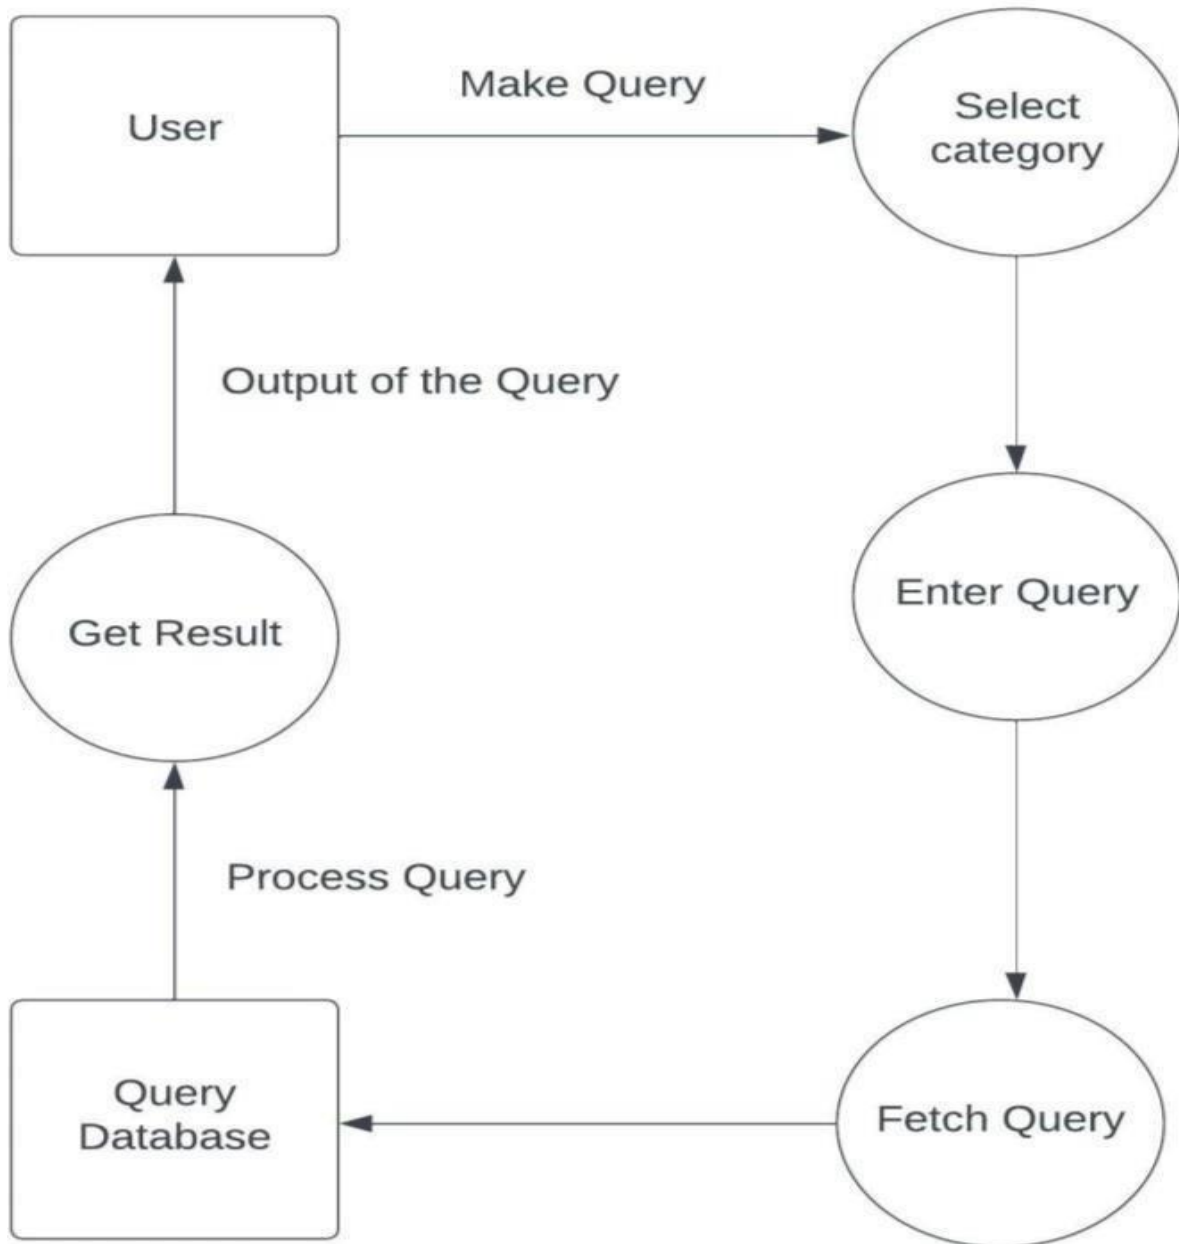 User
Make Query
Select
category
Output of the Query
Enter Query
Get Result
Process Query
Query
Database
Fetch Query